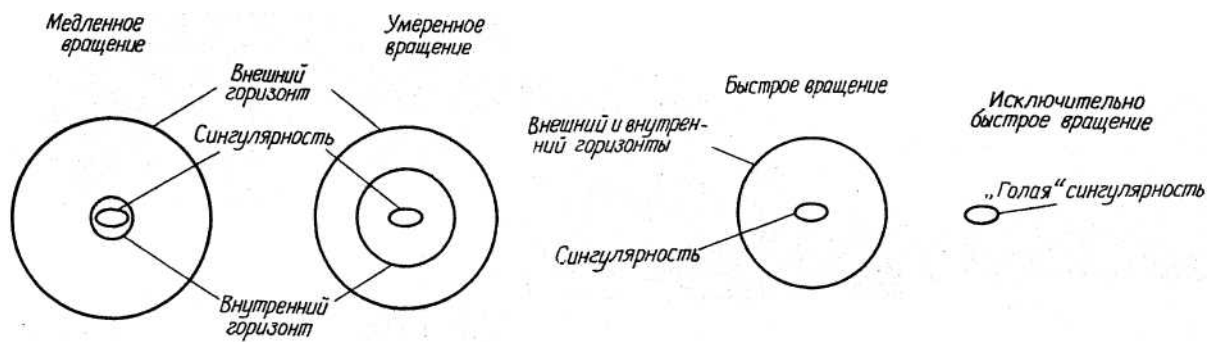 Медленное
вращение
Умеренное
вращение
Внешний
горизонт
Сингулярность
Внутренний
горизонт
Быстрое вращение
Внешний и внутрен-
ний горизонты
Сингулярность
Исключительно
быстрое вращение
„Голая“ сингулярность